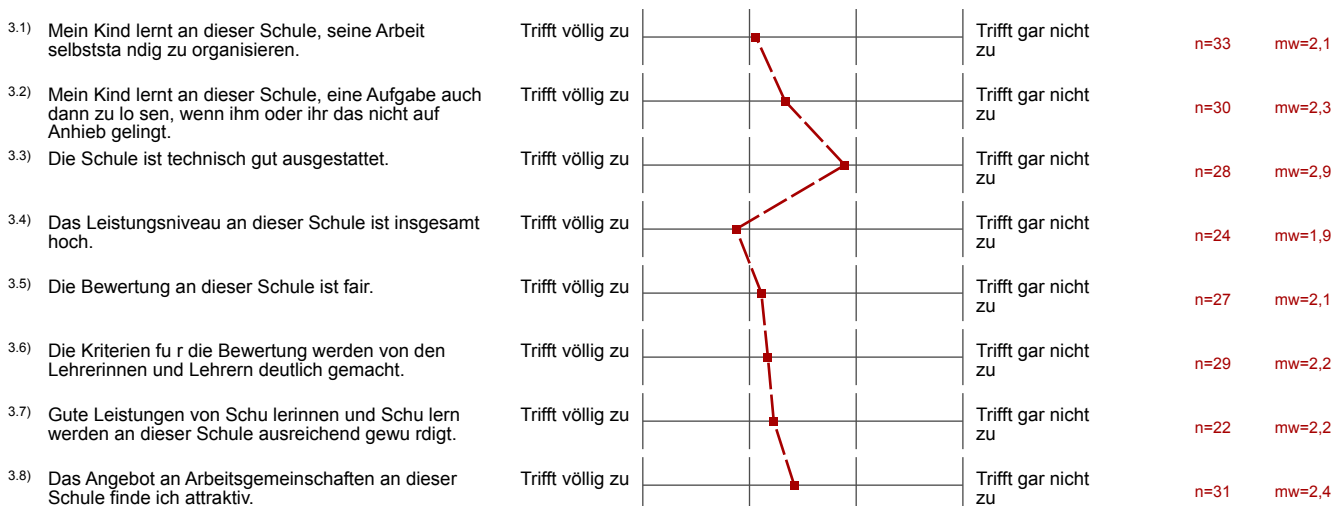 3.1) Mein Kind lernt an dieser Schule, seine Arbeit
selbststa ndig zu organisieren.
Trifft völlig zu
Trifft gar nicht
zu
n=33 mw=2,1
3.2) Mein Kind lernt an dieser Schule, eine Aufgabe auch
dann zu lo sen, wenn ihm oder ihr das nicht auf
Anhieb gelingt.
Trifft völlig zu
Trifft gar nicht
zu
n=30 mw=2,3
3.3) Die Schule ist technisch gut ausgestattet.
Trifft völlig zu
Trifft gar nicht
zu
n=28 mw=2,9
3.4) Das Leistungsniveau an dieser Schule ist insgesamt
hoch.
Trifft völlig zu
Trifft gar nicht
zu
n=24 mw=1,9
3.5) Die Bewertung an dieser Schule ist fair.
Trifft völlig zu
Trifft gar nicht
zu
n=27 mw=2,1
3.6) Die Kriterien fu r die Bewertung werden von den
Lehrerinnen und Lehrern deutlich gemacht.
Trifft völlig zu
Trifft gar nicht
zu
n=29 mw=2,2
3.7) Gute Leistungen von Schu lerinnen und Schu lern
werden an dieser Schule ausreichend gewu rdigt.
Trifft völlig zu
Trifft gar nicht
zu
n=22 mw=2,2
3.8) Das Angebot an Arbeitsgemeinschaften an dieser
Schule finde ich attraktiv.
Trifft völlig zu
Trifft gar nicht
zu
n=31 mw=2,4